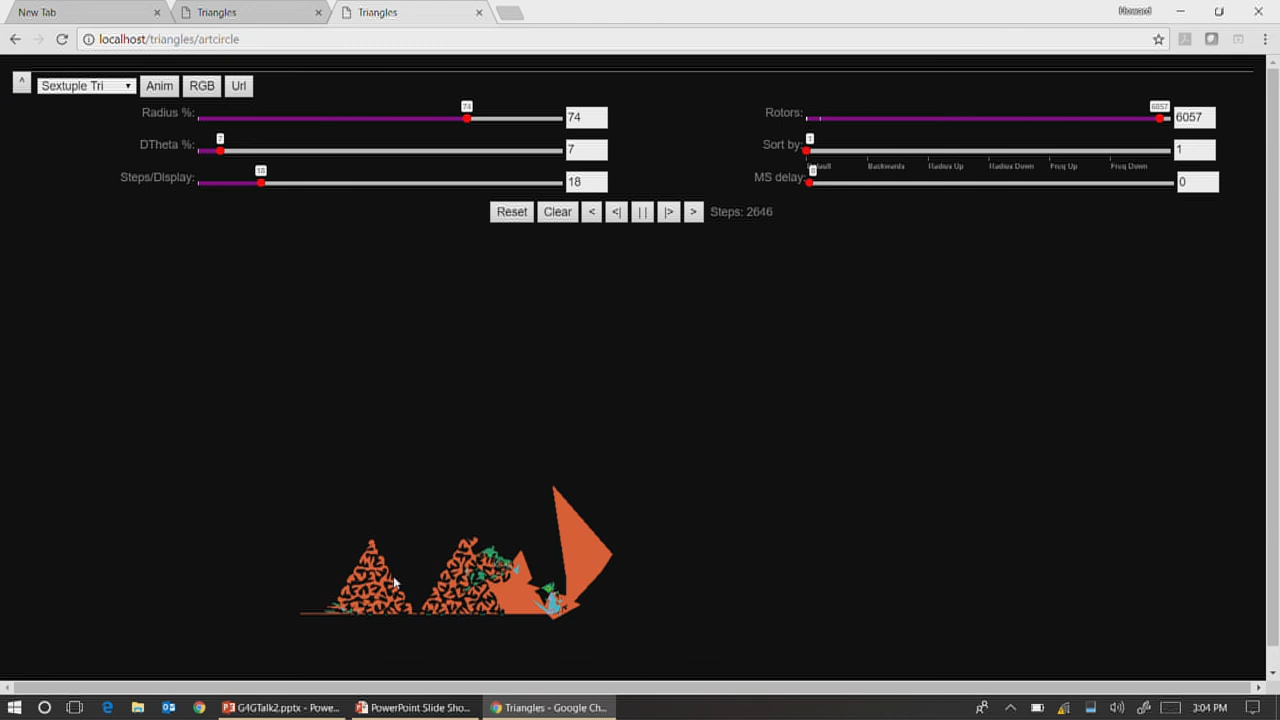 New Tab
Triangles
Triangles
Howard
localhost/triangles/artcircle
^ Sextuple Tri Anim RGB Url
74
Radius %: 74
7
DTheta %: 7
18
Steps/Display: 18
6057
Rotors: 6057
1
Sort by: 1
Default Backwards Radius Up Radius Down Freq Up Freq Down
0
MS delay: 0
Reset Clear < <| || |> > Steps: 2646
G4GTalk2.pptx - Powe...
PowerPoint Slide Sho...
Triangles - Google Ch...
3:04 PM